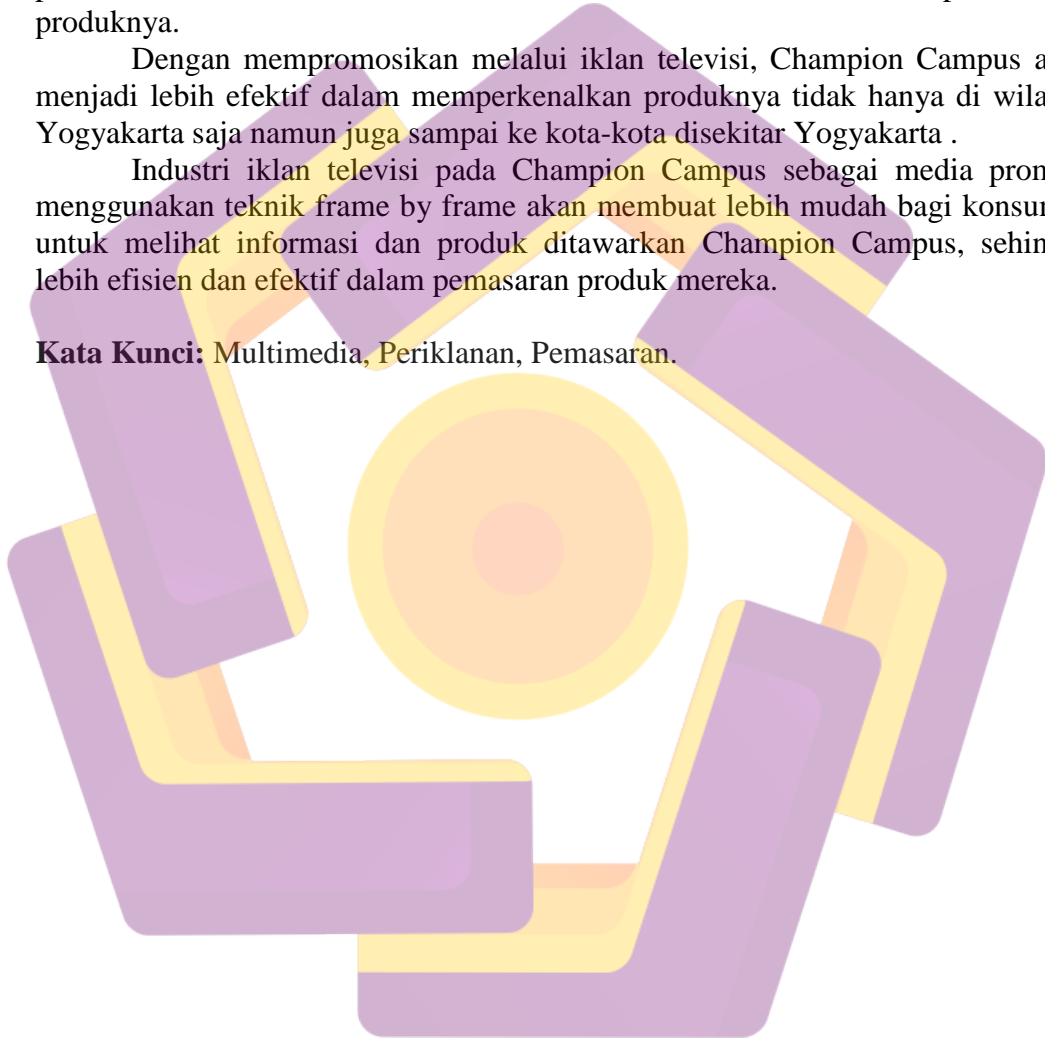 produknya.
Dengan mempromosikan melalui iklan televisi, Champion Campus a
menjadi lebih efektif dalam memperkenalkan produknya tidak hanya di wila
Yogyakarta saja namun juga sampai ke kota-kota disekitar Yogyakarta .
Industri iklan televisi pada Champion Campus sebagai media pron
menggunakan teknik frame by frame akan membuat lebih mudah bagi konsu
untuk melihat informasi dan produk ditawarkan Champion Campus, sehin
lebih efisien dan efektif dalam pemasaran produk mereka.
Kata Kunci: Multimedia, Periklanan, Pemasaran.